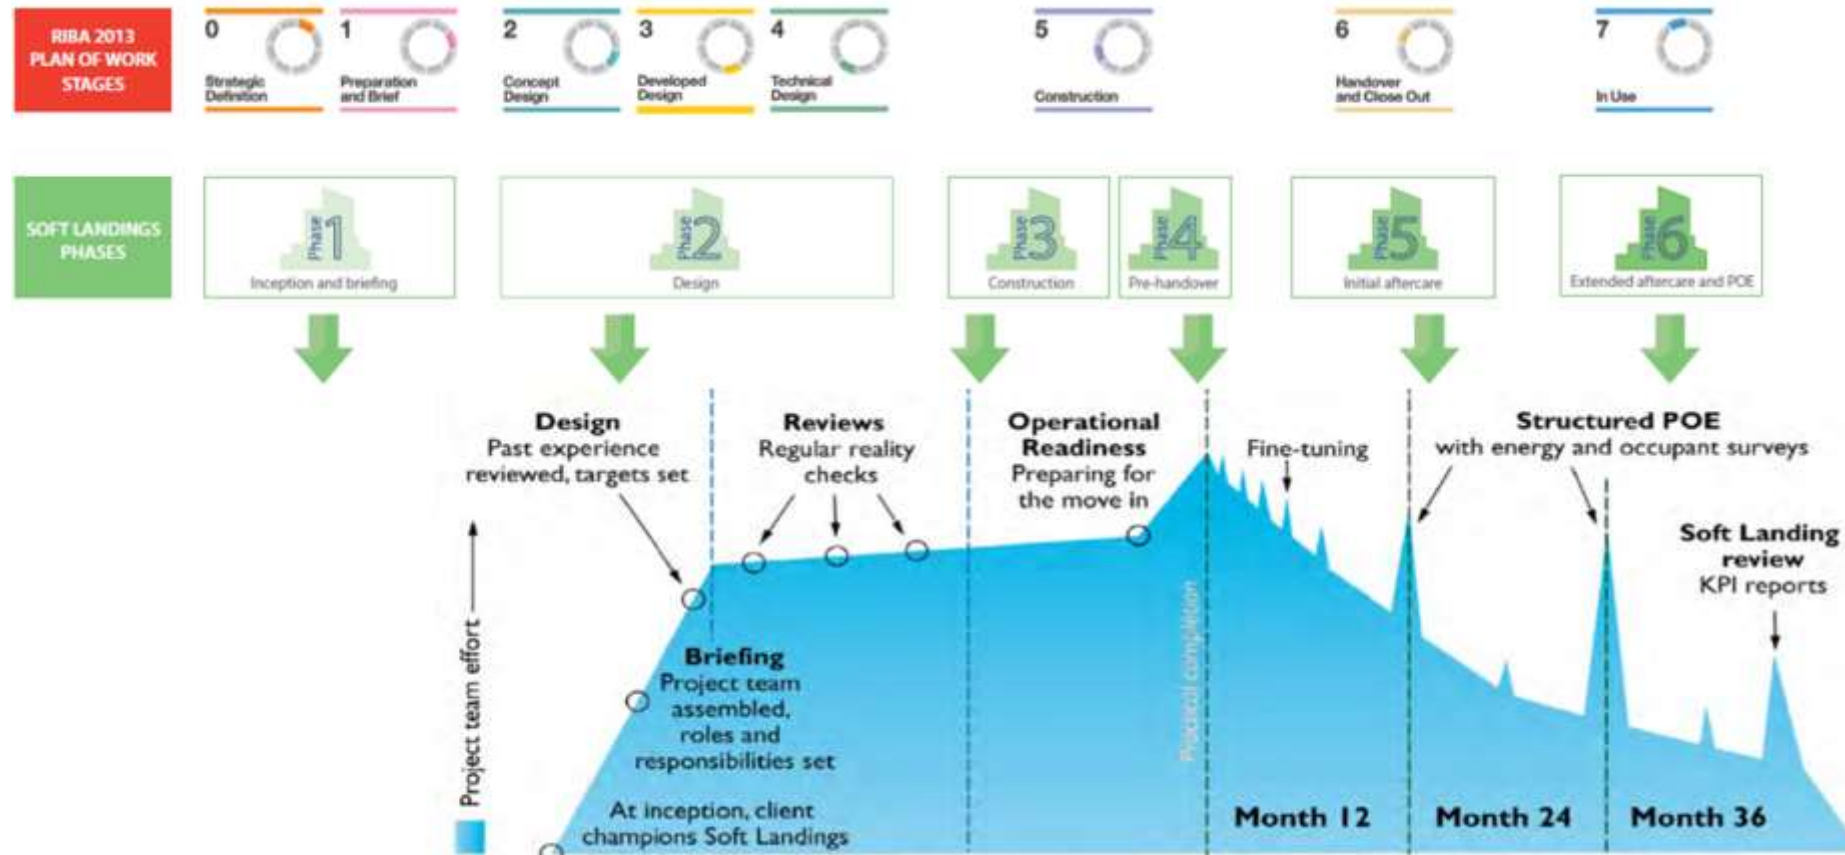 RIBA 2013
PLAN OF WORK
STAGES
0
Strategic
Definition
1
Preparation
and Brief
2
Concept
Design
3
Developed
Design
4
Technical
Design
5
Construction
6
Handover
and Close Out
7
In Use
SOFT LANDINGS
PHASES
Phase 1
Inception and briefing
Phase 2
Design
Phase 3
Construction
Phase 4
Pre-handover
Phase 5
Initial aftercare
Phase 6
Extended aftercare and POE
Design
Past experience
reviewed, targets set
Reviews
Regular reality
checks
Operational
Readiness
Preparing for
the move in
Fine-tuning
Structured POE
with energy and occupant surveys
Soft Landing
review
KPI reports
Project team effort
Briefing
Project team
assembled,
roles and
responsibilities set
At inception, client
champions Soft Landings
Practical completion
Month 12
Month 24
Month 36